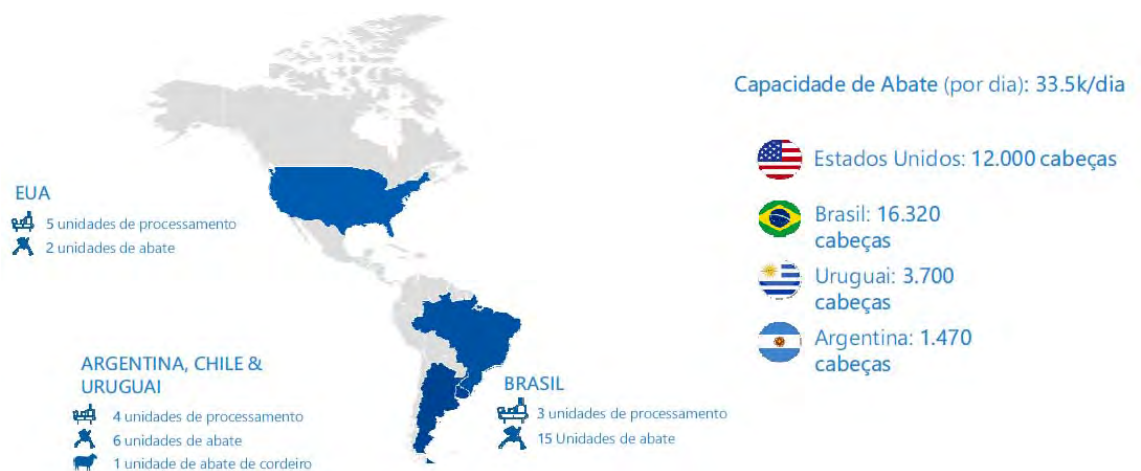 Capacidade de Abate (por dia): 33.5k/dia
Estados Unidos: 12.000 cabeças
Brasil: 16.320
cabeças
Uruguai: 3.700
cabeças
Argentina: 1.470
cabeças
EUA
5 unidades de processamento
2 unidades de abate
ARGENTINA, CHILE &
URUGUAI
4 unidades de processamento
6 unidades de abate
1 unidade de abate de cordeiro
BRASIL
3 unidades de processamento
15 Unidades de abate